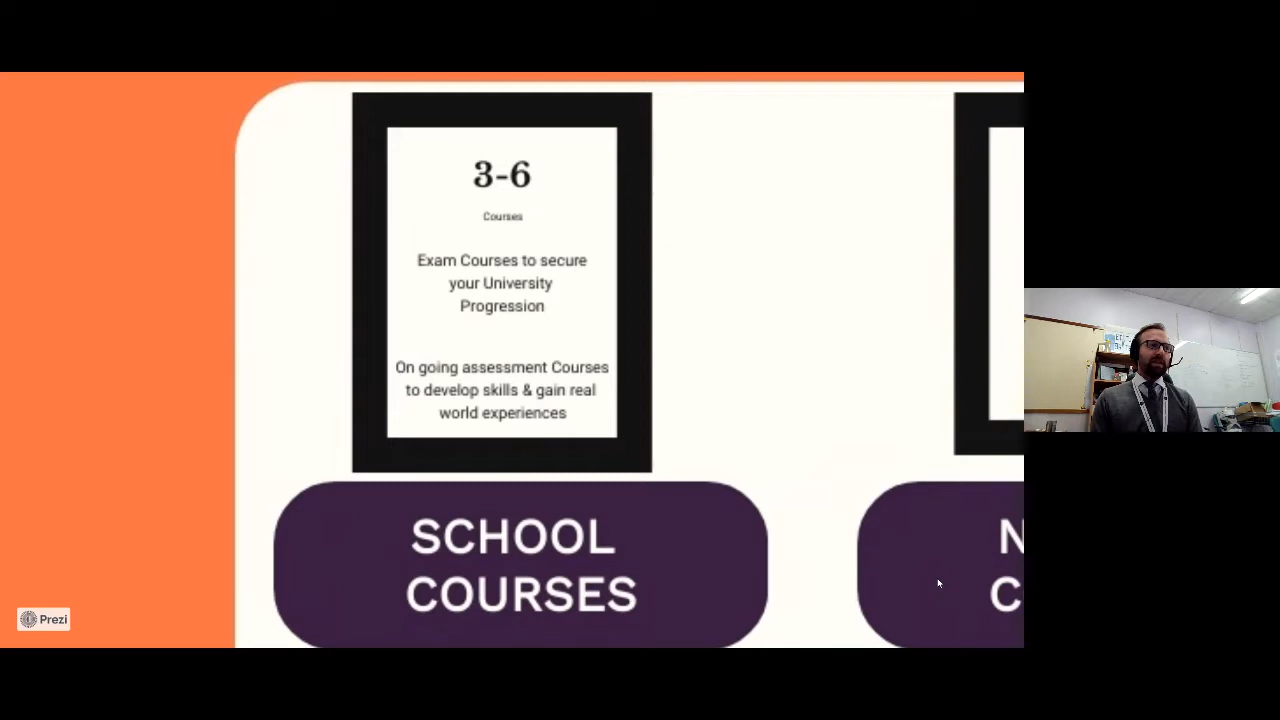 3-6
Courses
Exam Courses to secure
your University
Progression
On going assessment Courses
to develop skills & gain real
world experiences
SCHOOL
COURSES
N
C
Prezi